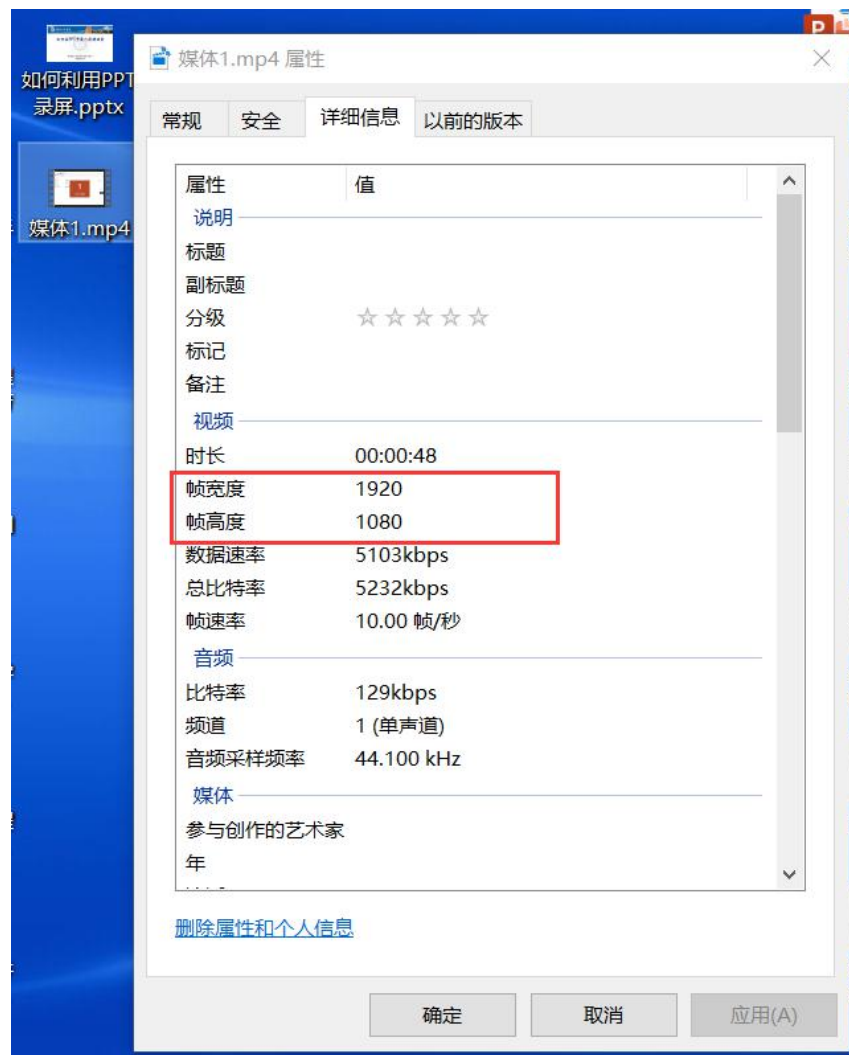 如何利用PPT
录屏.pptx
媒体1.mp4
媒体1.mp4 属性
常规 安全 详细信息 以前的版本
属性 值
说明
标题
副标题
分级 ☆☆☆☆☆
标记
备注
视频
时长 00:00:48
帧宽度 1920
帧高度 1080
数据速率 5103kbps
总比特率 5232kbps
帧速率 10.00 帧/秒
音频
比特率 129kbps
频道 1 (单声道)
音频采样频率 44.100 kHz
媒体
参与创作的艺术家
年
删除属性和个人信息
确定 取消 应用(A)